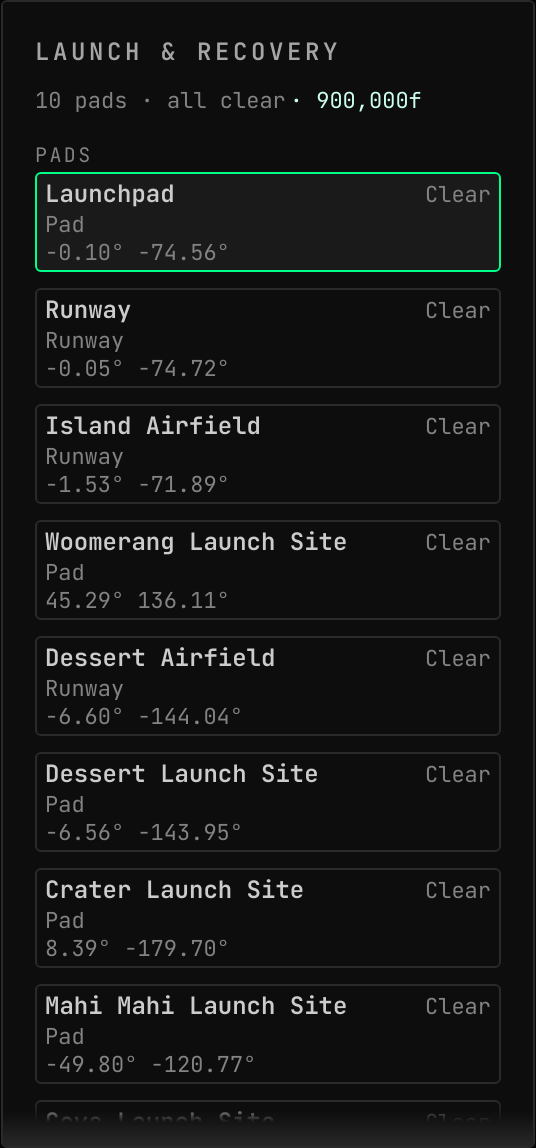 LAUNCH & RECOVERY
10 pads · all clear · 900,000f
PADS
Launchpad Clear
Pad
-0.10° -74.56°
Runway Clear
Runway
-0.05° -74.72°
Island Airfield Clear
Runway
-1.53° -71.89°
Woomerang Launch Site Clear
Pad
45.29° 136.11°
Dessert Airfield Clear
Runway
-6.60° -144.04°
Dessert Launch Site Clear
Pad
-6.56° -143.95°
Crater Launch Site Clear
Pad
8.39° -179.70°
Mahi Mahi Launch Site Clear
Pad
-49.80° -120.77°
Launch Site Clear